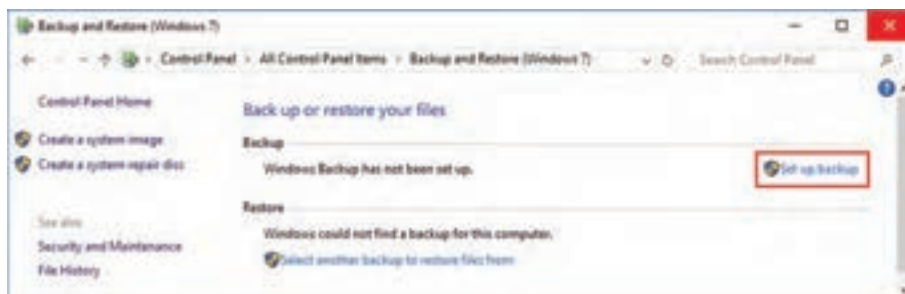 Backup and Restore (Windows 7)
Control Panel > All Control Panel Items > Backup and Restore (Windows 7)
Search Control Panel
Control Panel Home
Create a system image
Create a system repair disc
See also
Security and Maintenance
File History
Back up or restore your files
Backup
Windows Backup has not been set up.
Set up backup
Restore
Windows could not find a backup for this computer.
Select another backup to restore files from